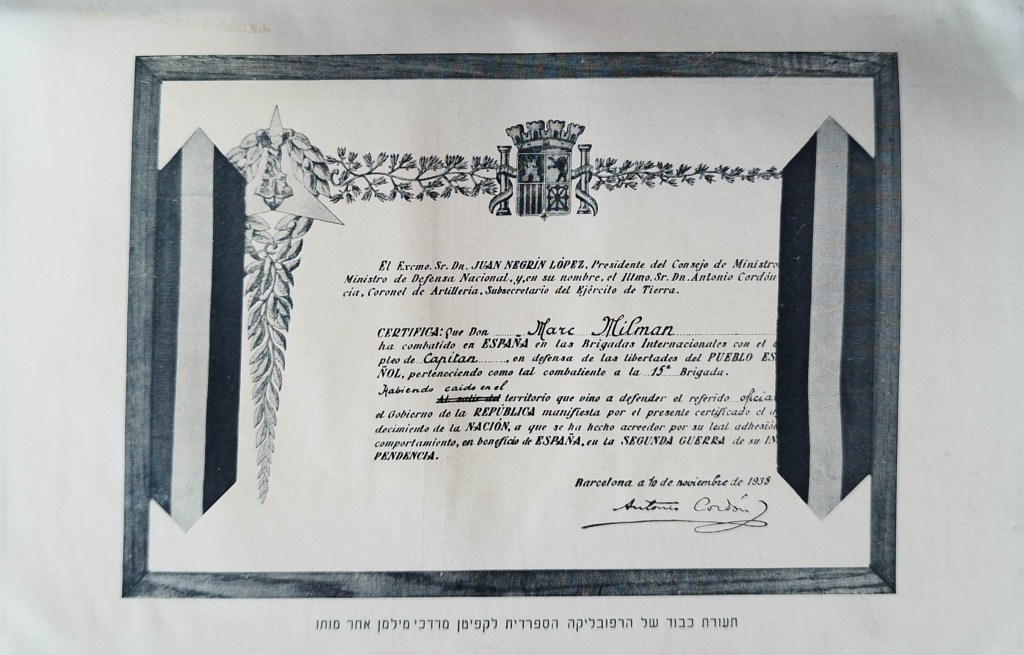 El Excmo. Sr. Dn. JUAN NEGRÍN LÓPEZ, Presidente del Consejo de Ministro
Ministro de Defensa Nacional, y, en su nombre, el Iltmo. Sr. Dn. Antonio Cordón
cia, Coronel de Artillería, Subsecretario del Ejército de Tierra.
CERTIFICA: Que Don Marc Milman
ha combatido en ESPAÑA en las Brigadas Internacionales con el e
pleo de Capitan, en defensa de las libertades del PUEBLO ES
ÑOL, perteneciendo como tal combatiente a la 15ª Brigada.
Habiendo caido en el
Al salir del territorio que vino a defender el referido oficia
el Gobierno de la REPÚBLICA manifiesta por el presente certificado el a
decimiento de la NACIÓN, a que se ha hecho acreedor por su leal adhesión
comportamiento, en beneficio de ESPAÑA, en la SEGUNDA GUERRA de su IN
PENDENCIA.
Barcelona a 10 de noviembre de 1938
Antonio Cordón
תעודת כבוד של הרפובליקה הספרדית לקפיטן מרדכי מילמן אחר מותו